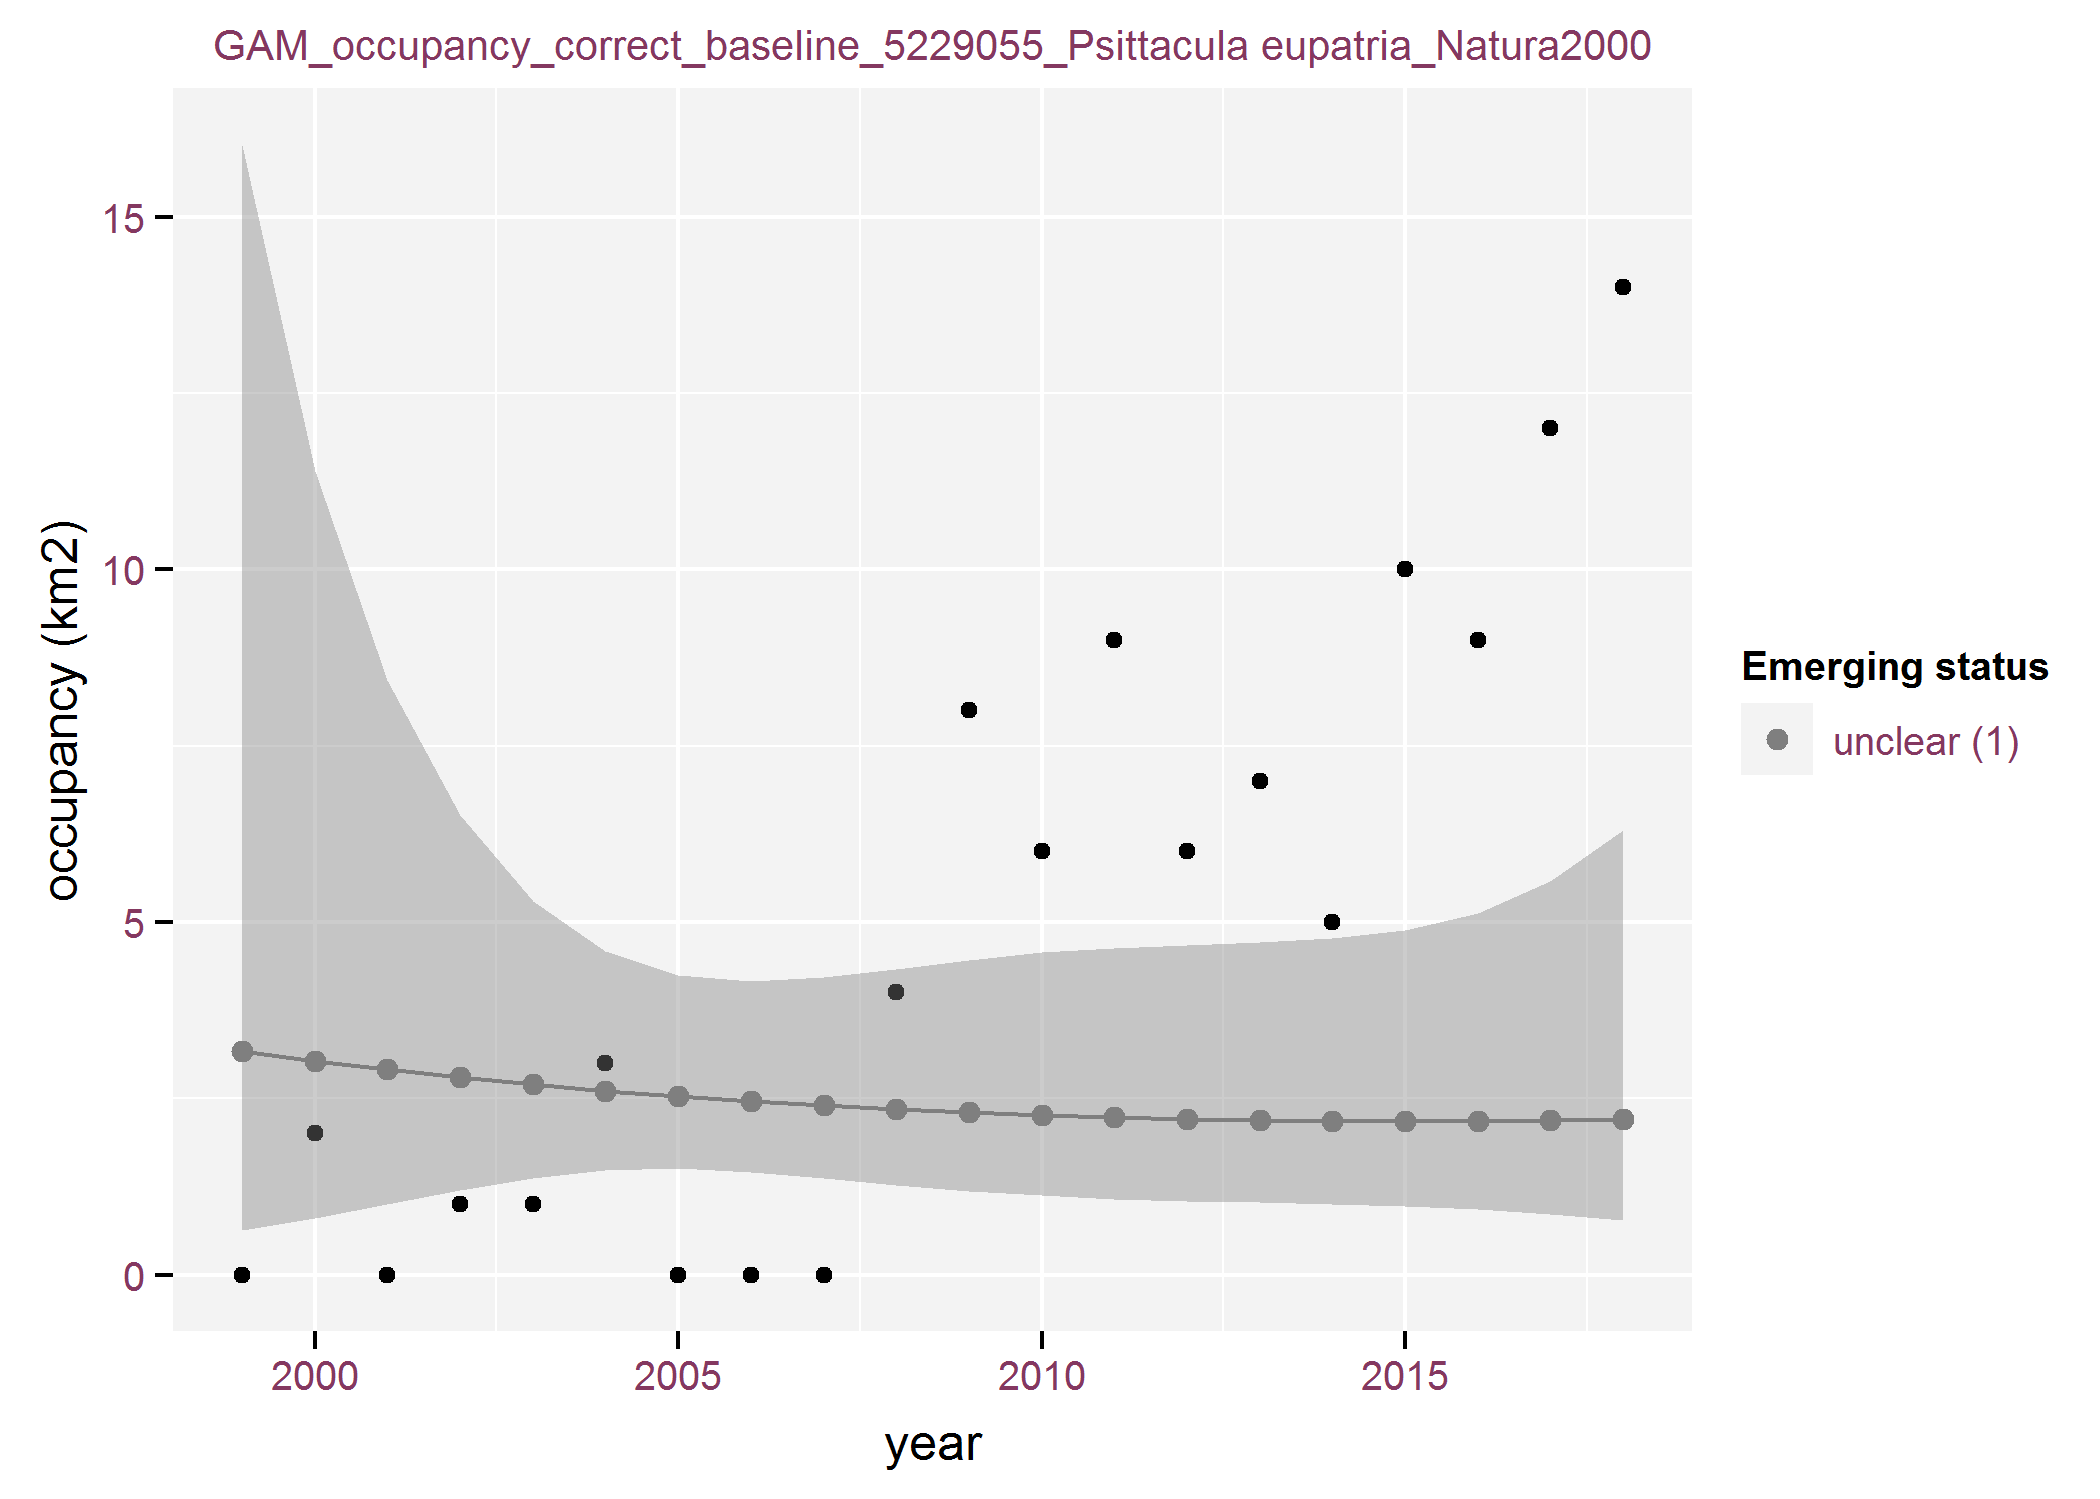 GAM_occupancy_correct_baseline_5229055_Psittacula eupatria_Natura2000
15
10
5
0
occupancy (km2)
2000
2005
2010
2015
year
Emerging status
unclear (1)